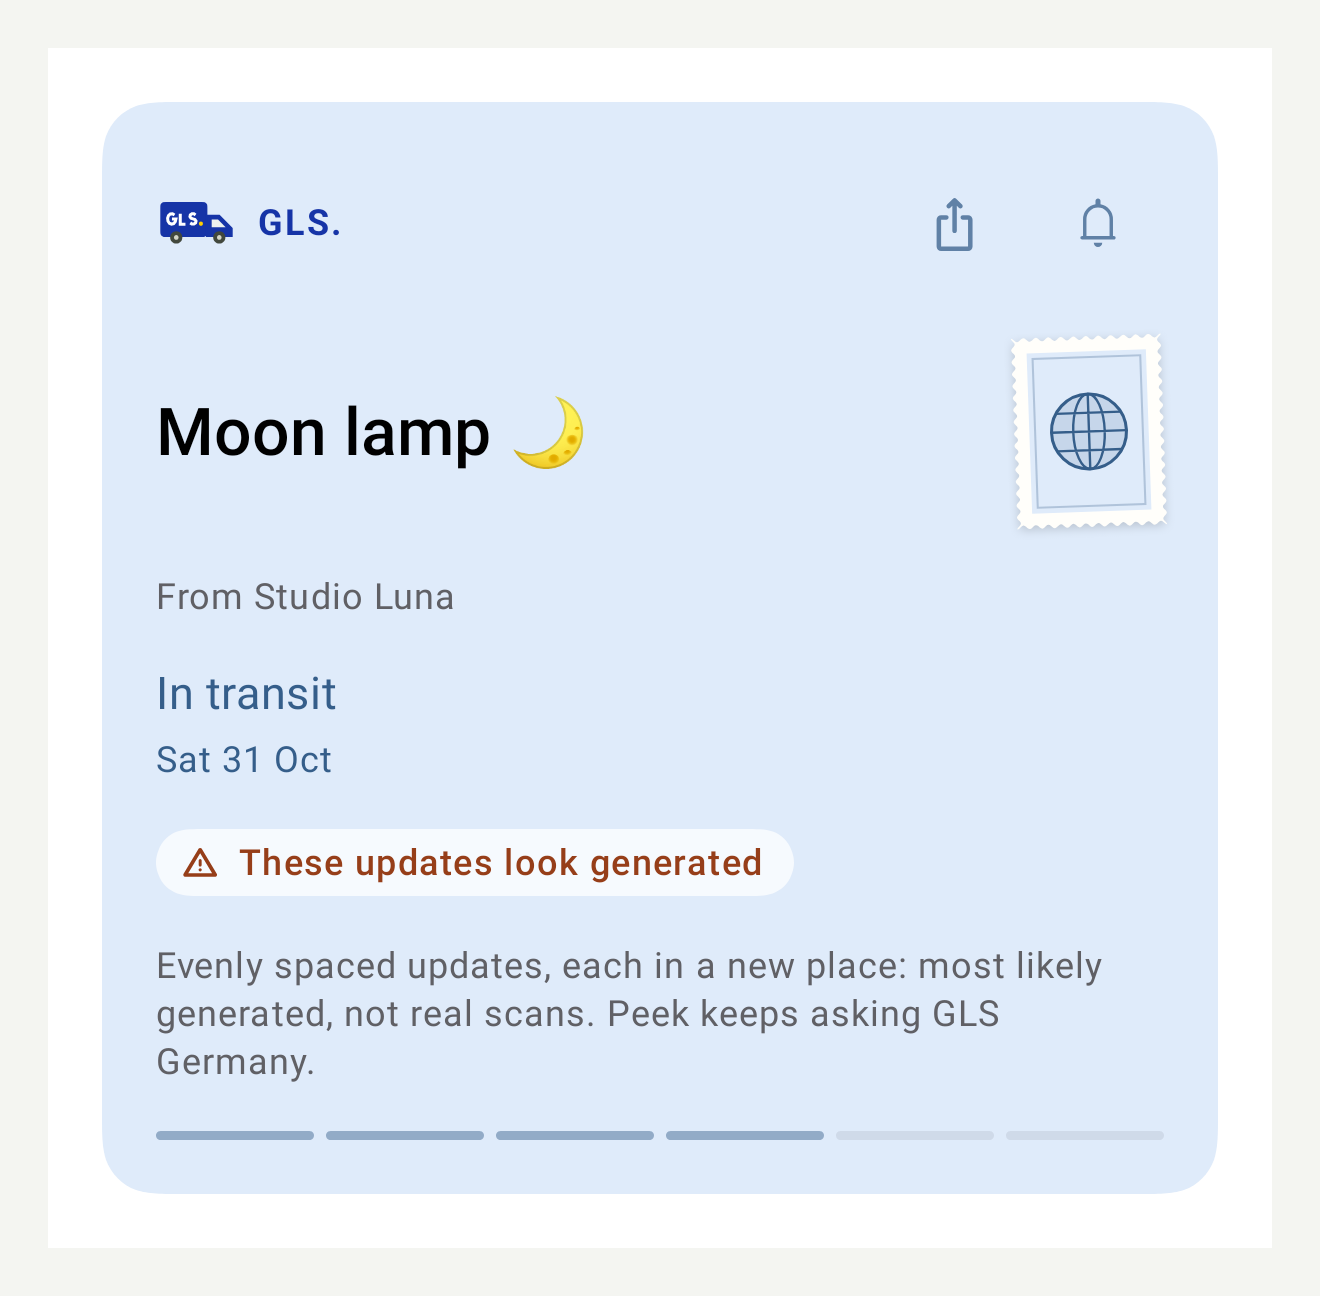 GLS. GLS.
Moon lamp 🌙
From Studio Luna
In transit
Sat 31 Oct
These updates look generated
Evenly spaced updates, each in a new place: most likely
generated, not real scans. Peek keeps asking GLS
Germany.